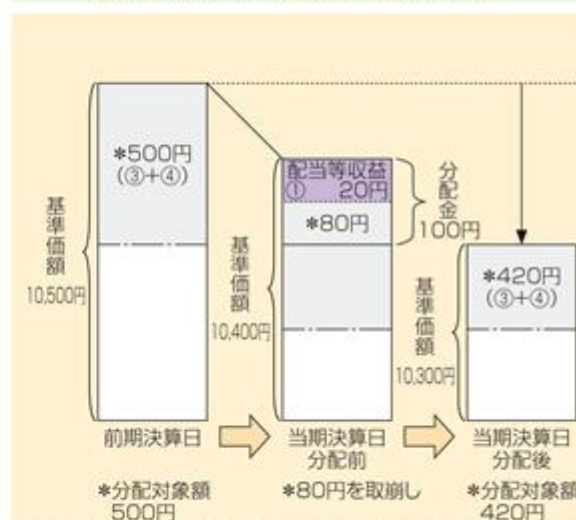 *500円
(③+④)
基準価額
10,500円
配当等収益
① 20円
*80円
分配金
100円
基準価額
10,400円
*420円
(③+④)
基準価額
10,300円
前期決算日
当期決算日
分配前
当期決算日
分配後
*分配対象額
500円
*80円を取崩し
*分配対象額
420円